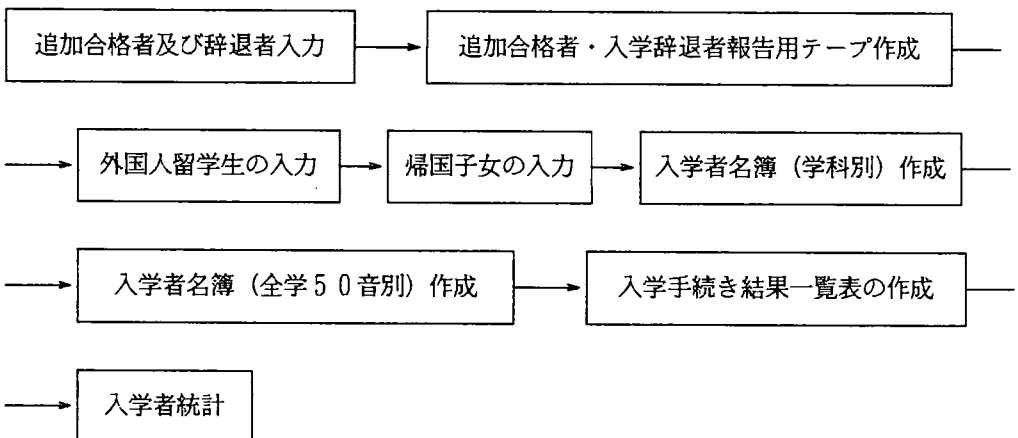 追加合格者及び辞退者入力
追加合格者・入学辞退者報告用テープ作成
外国人留学生の入力
帰国子女の入力
入学者名簿（学科別）作成
入学者名簿（全学５０音別）作成
入学手続き結果一覧表の作成
入学者統計